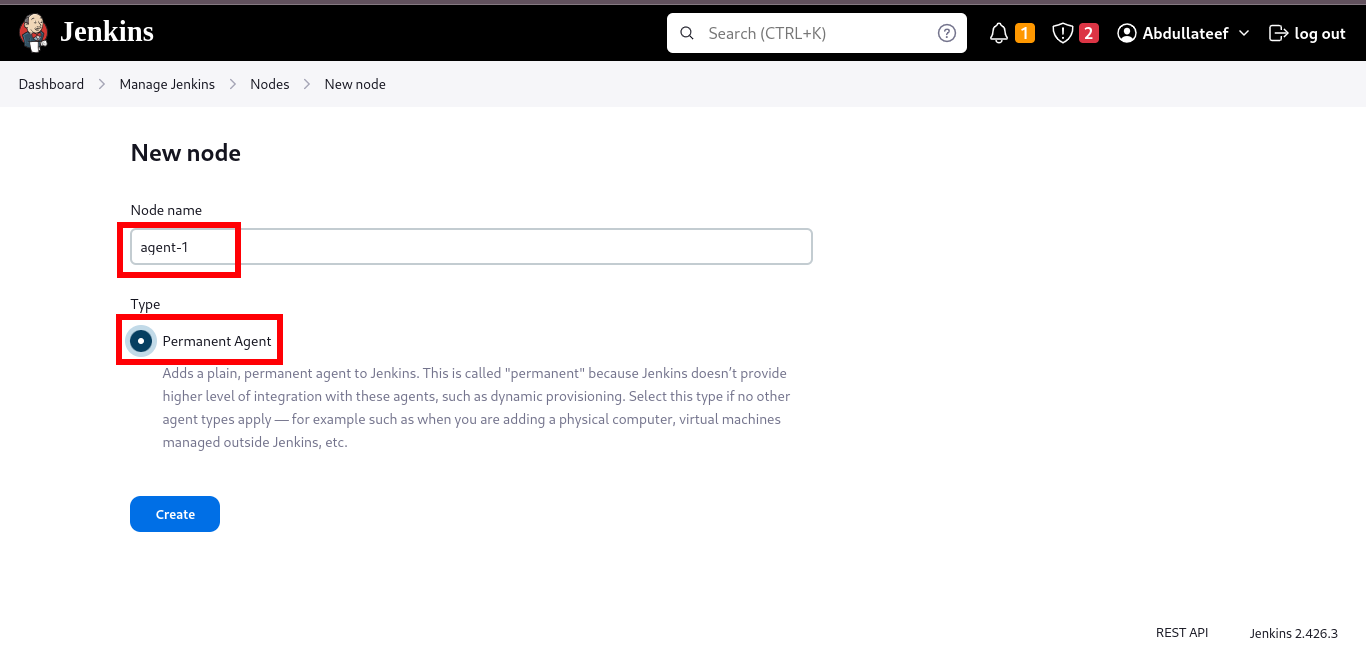 Jenkins
Search (CTRL+K)
1
2
Abdullateef
log out
Dashboard
Manage Jenkins
Nodes
New node
New node
Node name
agent-1
Type
Permanent Agent
Adds a plain, permanent agent to Jenkins. This is called "permanent" because Jenkins doesn’t provide
higher level of integration with these agents, such as dynamic provisioning. Select this type if no other
agent types apply — for example such as when you are adding a physical computer, virtual machines
managed outside Jenkins, etc.
Create
REST API
Jenkins 2.426.3